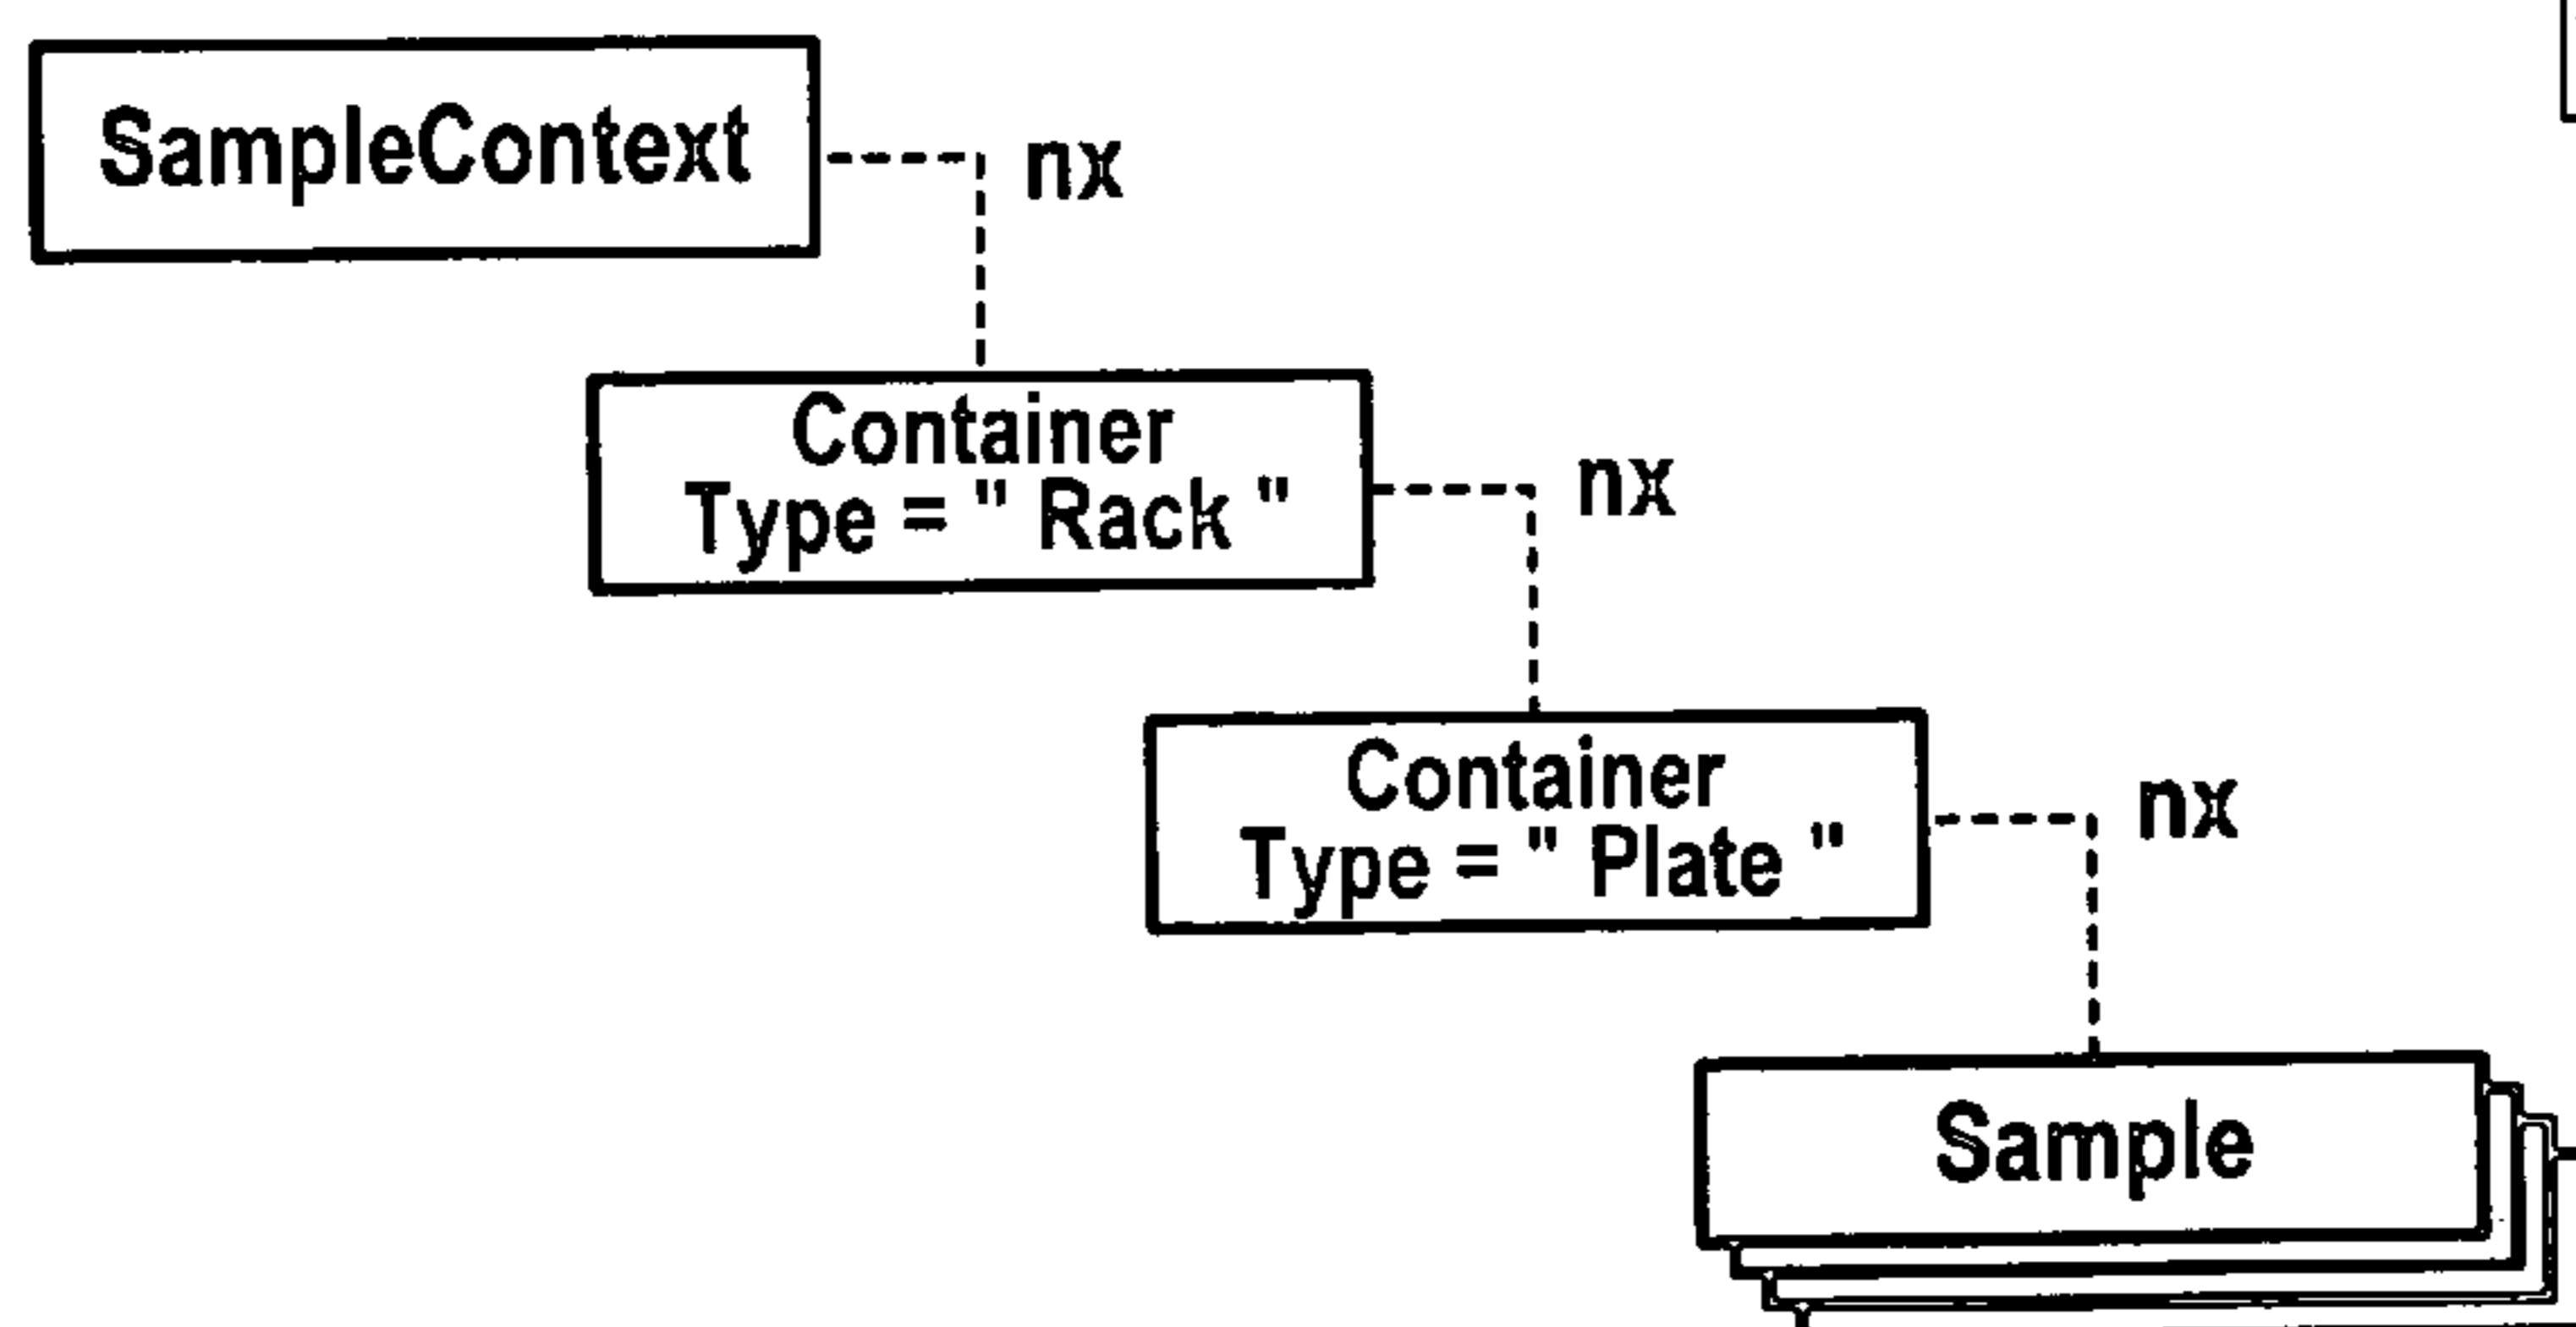 SampleContext
nx
Container
Type = " Rack "
nx
Container
Type = " Plate "
nx
Sample